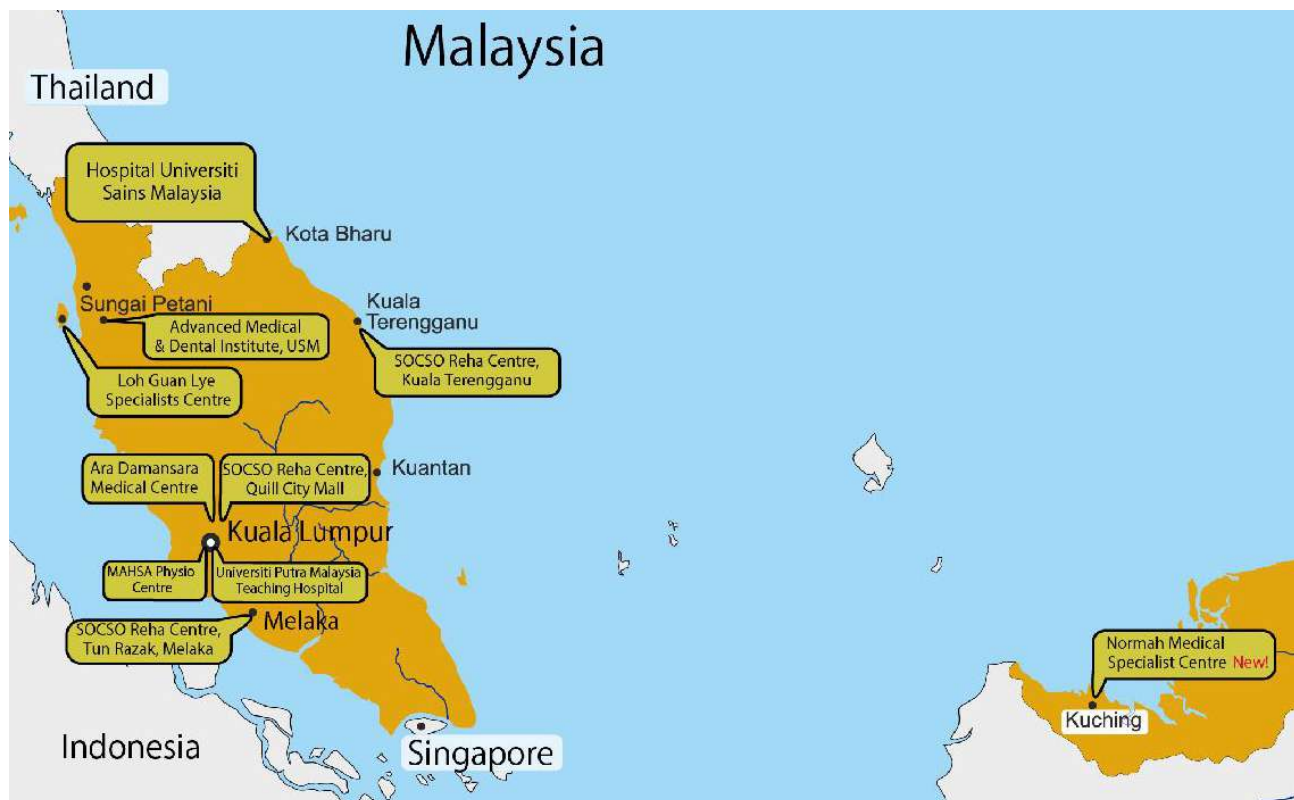 Malaysia
Thailand
Hospital Universiti
Sains Malaysia
Kota Bharu
Sungai Petani
Advanced Medical
& Dental Institute, USM
Kuala
Terengganu
SOCSO Reha Centre,
Kuala Terengganu
Loh Guan Lye
Specialists Centre
Ara Damansara
Medical Centre
SOCSO Reha Centre,
Quill City Mall
Kuantan
Kuala Lumpur
MAHSA Physio
Centre
Universiti Putra Malaysia
Teaching Hospital
Melaka
SOCSO Reha Centre,
Tun Razak, Melaka
Normah Medical
Specialist Centre New!
Kuching
Indonesia
Singapore